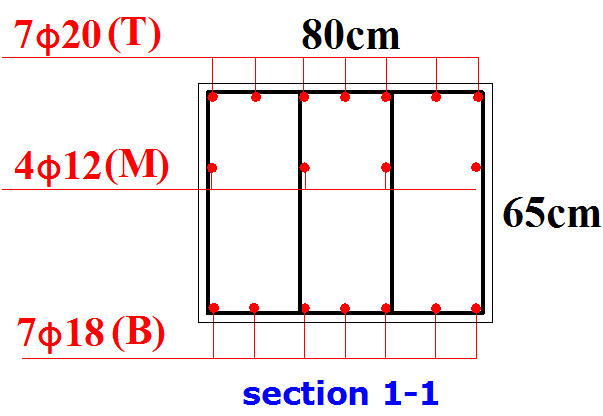 7ϕ20(T)
80cm
4ϕ12(M)
65cm
7ϕ18(B)
section 1-1